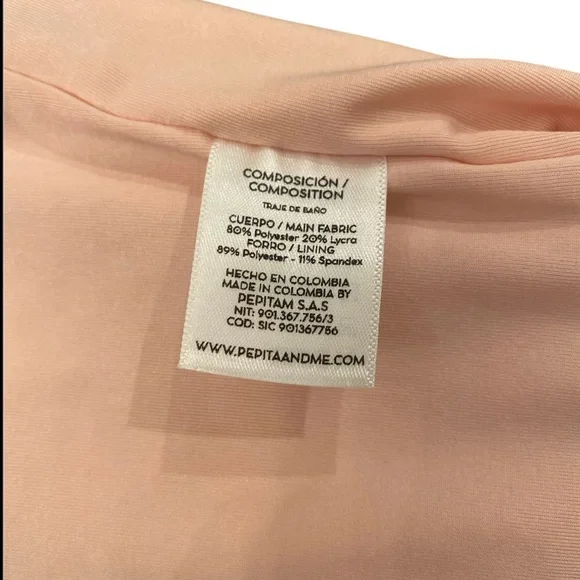 COMPOSICIÓN /
COMPOSITION
TRAJE DE BAÑO
CUERPO / MAIN FABRIC
80% Polyester 20% Lycra
FORRO / LINING
89% Polyester - 11% Spandex
HECHO EN COLOMBIA
MADE IN COLOMBIA BY
PEPITAM S.A.S
NIT: 901.367.756/3
COD: SIC 901367756
WWW.PEPITAANDME.COM